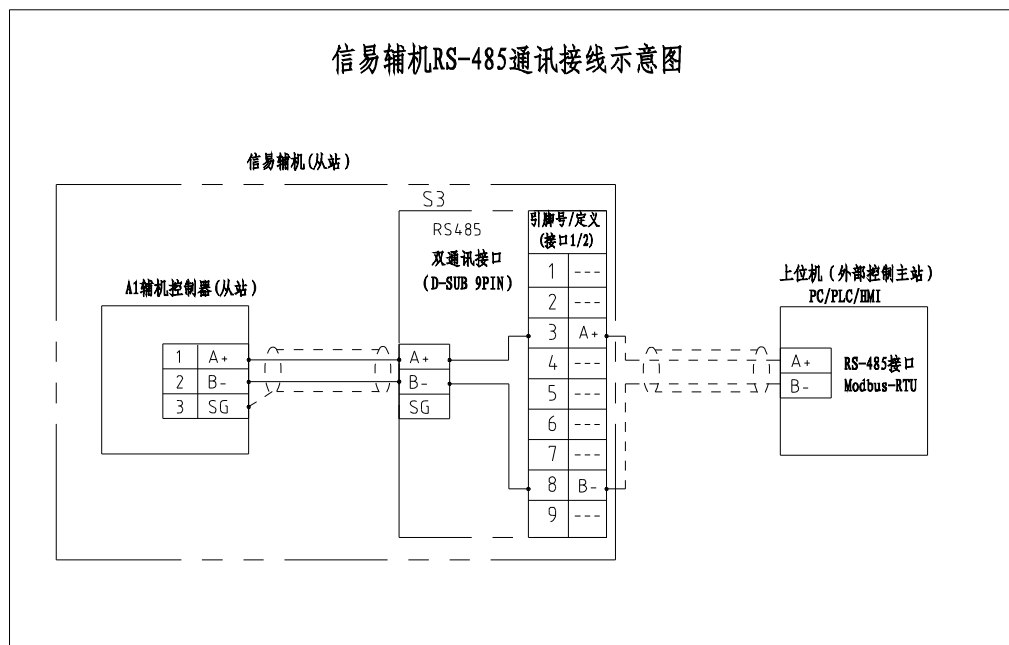 信易辅机RS-485通讯接线示意图
信易辅机(从站)
S3
RS485
双通讯接口
(D-SUB 9PIN)
引脚号/定义
(接口1/2)
1 ---
2 ---
3 A+
4 ---
5 ---
6 ---
7 ---
8 B-
9 ---
A1辅机控制器(从站)
1 A+
2 B-
3 SG
A+
B-
SG
上位机(外部控制主站)
PC/PLC/HMI
A+
B-
RS-485接口
Modbus-RTU